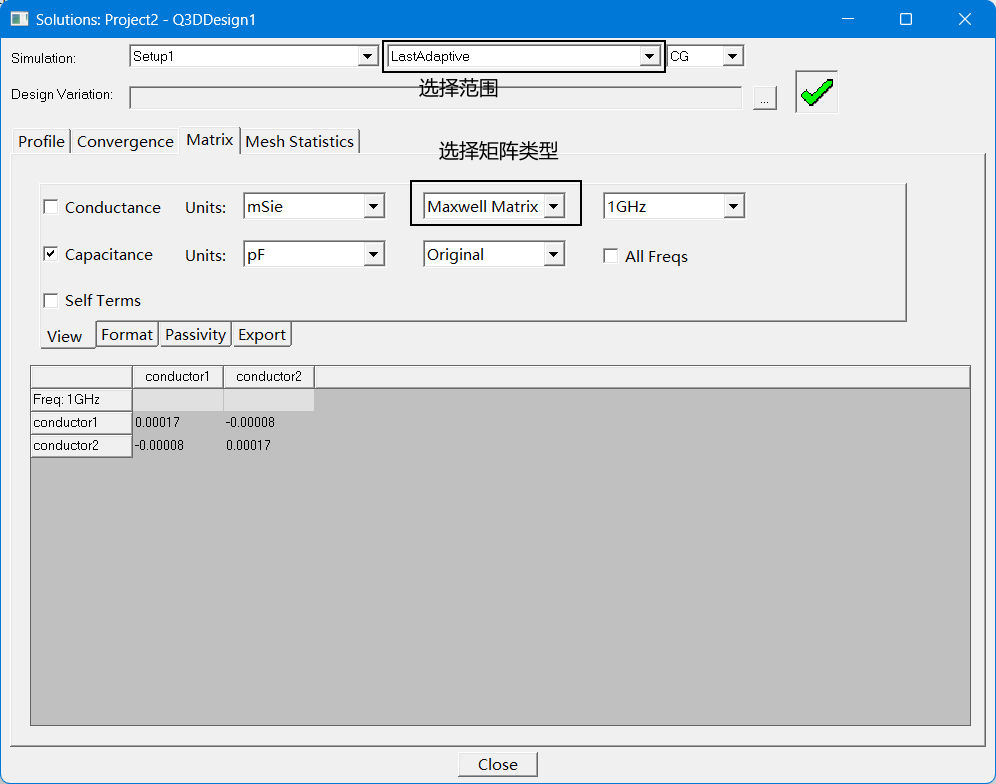 Solutions: Project2 - Q3DDesign1
Simulation: Setup1 LastAdaptive CG
选择范围
Design Variation: ...
Profile Convergence Matrix Mesh Statistics
选择矩阵类型
Conductance Units: mSie Maxwell Matrix 1GHz
Capacitance Units: pF Original All Freqs
Self Terms
View Format Passivity Export
conductor1 conductor2
Freq: 1GHz
conductor1 0.00017 -0.00008
conductor2 -0.00008 0.00017
Close